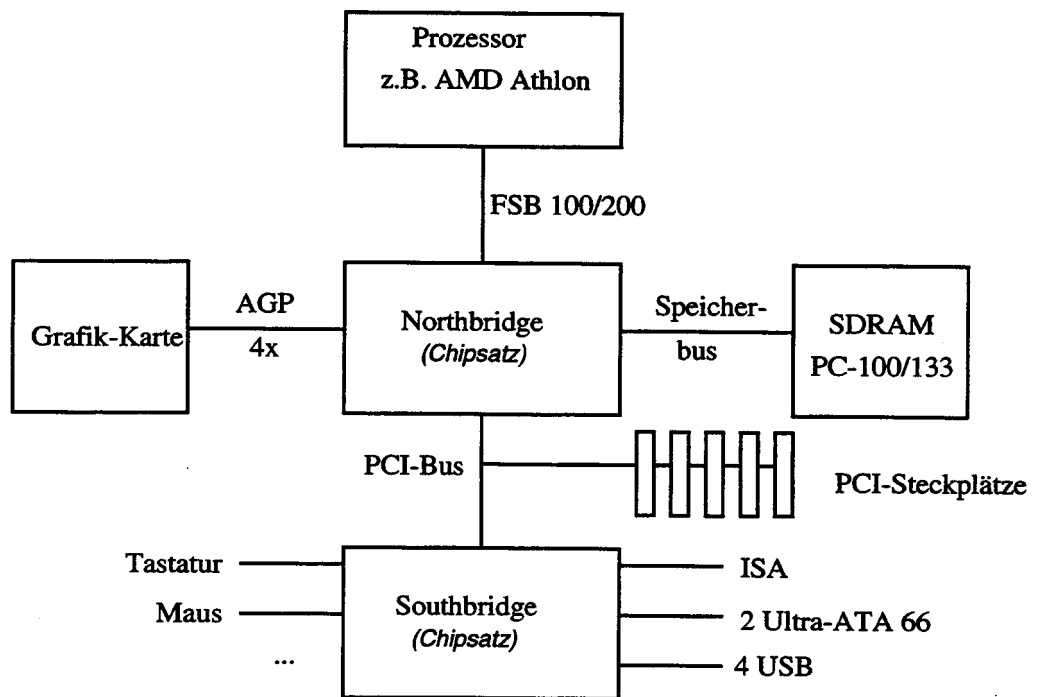 Prozessor
z.B. AMD Athlon
FSB 100/200
Grafik-Karte
AGP
4x
Northbridge
(Chipsatz)
Speicher-
bus
SDRAM
PC-100/133
PCI-Bus
PCI-Steckplätze
Tastatur
Maus
...
Southbridge
(Chipsatz)
ISA
2 Ultra-ATA 66
4 USB